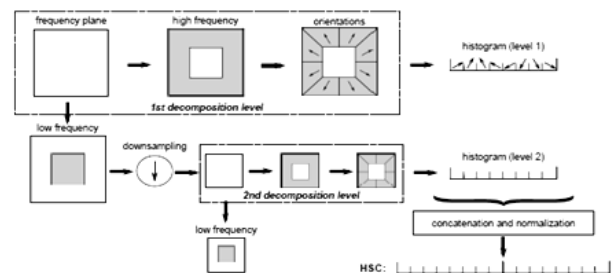 frequency plane
high frequency
orientations
histogram (level 1)
1st decomposition level
low frequency
downsampling
histogram (level 2)
2nd decomposition level
low frequency
concatenation and normalization
HSC: